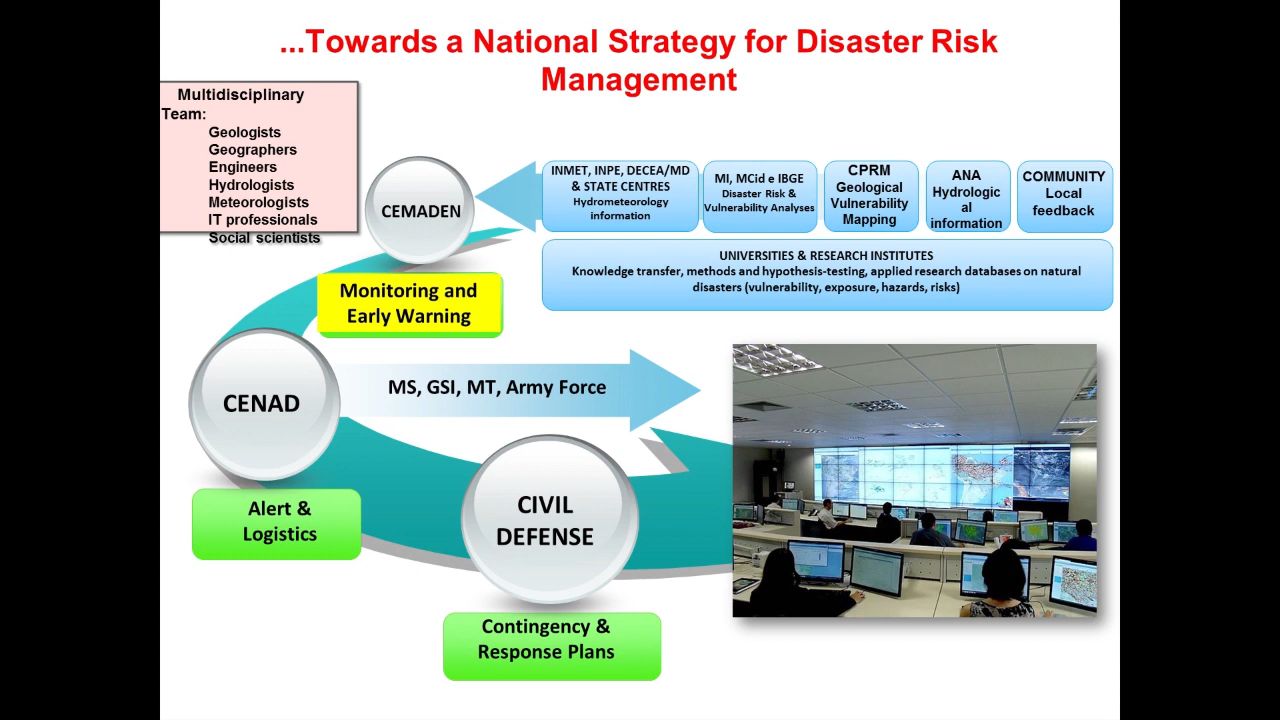 ...Towards a National Strategy for Disaster Risk
Management
Multidisciplinary
Team:
Geologists
Geographers
Engineers
Hydrologists
Meteorologists
IT professionals
Social scientists
CEMADEN
INMET, INPE, DECEA/MD
& STATE CENTRES
Hydrometeorology
information
MI, MCid e IBGE
Disaster Risk &
Vulnerability Analyses
CPRM
Geological
Vulnerability
Mapping
ANA
Hydrologic
al
information
COMMUNITY
Local
feedback
UNIVERSITIES & RESEARCH INSTITUTES
Knowledge transfer, methods and hypothesis-testing, applied research databases on natural
disasters (vulnerability, exposure, hazards, risks)
Monitoring and
Early Warning
CENAD
MS, GSI, MT, Army Force
Alert &
Logistics
CIVIL
DEFENSE
Contingency &
Response Plans